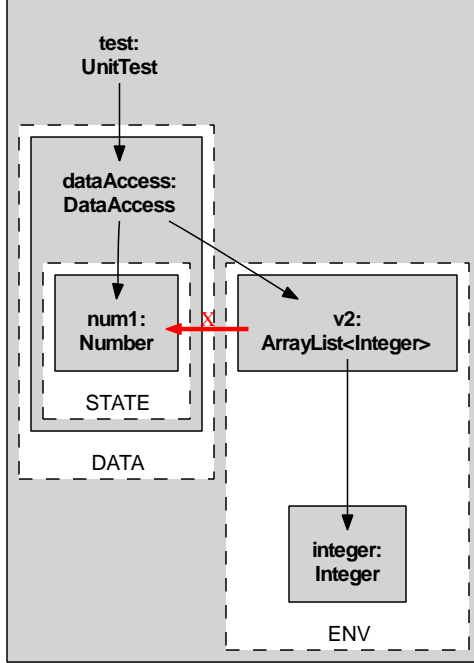 test:
UnitTest
dataAccess:
DataAccess
num1:
Number
X
v2:
ArrayList<Integer>
STATE
DATA
integer:
Integer
ENV